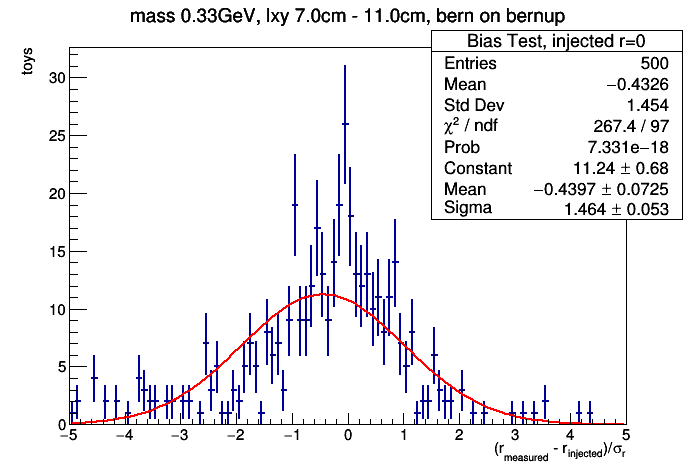 mass 0.33GeV, lxy 7.0cm - 11.0cm, bern on bernup
Bias Test, injected r=0
Entries 500
Mean −0.4326
Std Dev 1.454
χ² / ndf 267.4 / 97
Prob 7.331e−18
Constant 11.24 ± 0.68
Mean −0.4397 ± 0.0725
Sigma 1.464 ± 0.053
toys
30
25
20
15
10
5
0
−5 −4 −3 −2 −1 0 1 2 3 4 5
(r_measured - r_injected)/σ_r